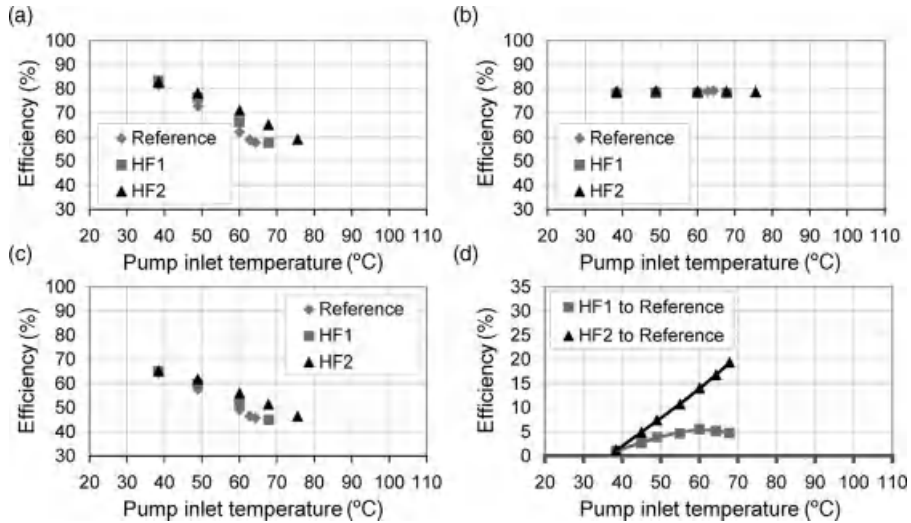 (a)
Efficiency (%)
100
90
80
70
60
50
40
30
Reference
HF1
HF2
20 30 40 50 60 70 80 90 100 110
Pump inlet temperature (ºC)
(b)
Efficiency (%)
100
90
80
70
60
50
40
30
Reference
HF1
HF2
20 30 40 50 60 70 80 90 100 110
Pump inlet temperature (ºC)
(c)
Efficiency (%)
100
90
80
70
60
50
40
30
Reference
HF1
HF2
20 30 40 50 60 70 80 90 100 110
Pump inlet temperature (ºC)
(d)
Efficiency (%)
35
30
25
20
15
10
5
0
HF1 to Reference
HF2 to Reference
20 30 40 50 60 70 80 90 100 110
Pump inlet temperature (ºC)